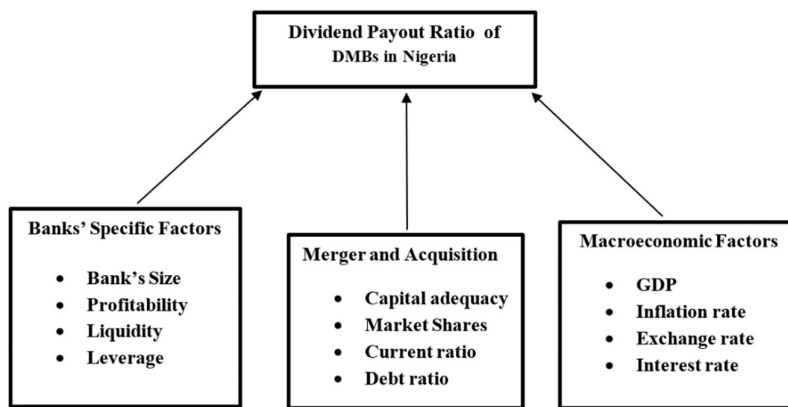 Dividend Payout Ratio of
DMBs in Nigeria
Banks' Specific Factors
• Bank's Size
• Profitability
• Liquidity
• Leverage
Merger and Acquisition
• Capital adequacy
• Market Shares
• Current ratio
• Debt ratio
Macroeconomic Factors
• GDP
• Inflation rate
• Exchange rate
• Interest rate